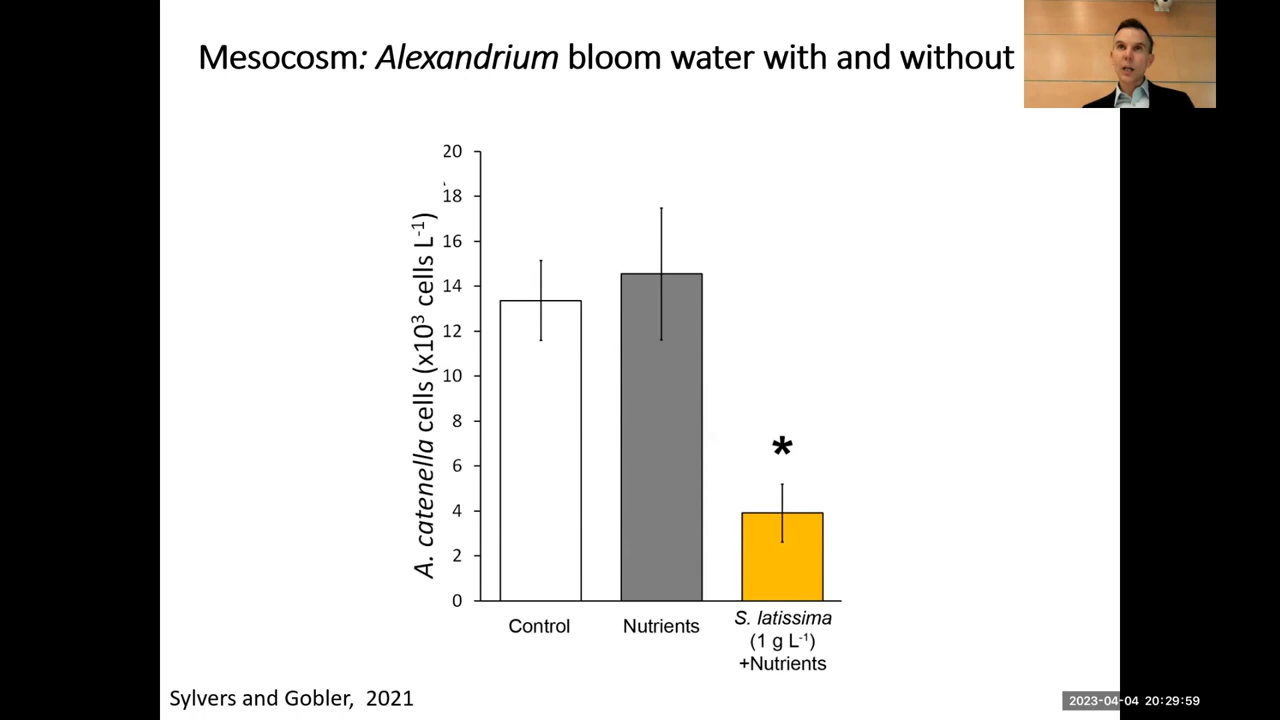 Mesocosm: Alexandrium bloom water with and without
20
18
16
14
12
10
8
6
4
2
0
A. catenella cells (x10³ cells L⁻¹)
Control
Nutrients
S. latissima
(1 g L⁻¹)
+Nutrients
*
Sylvers and Gobler, 2021
2023-04-04 20:29:59